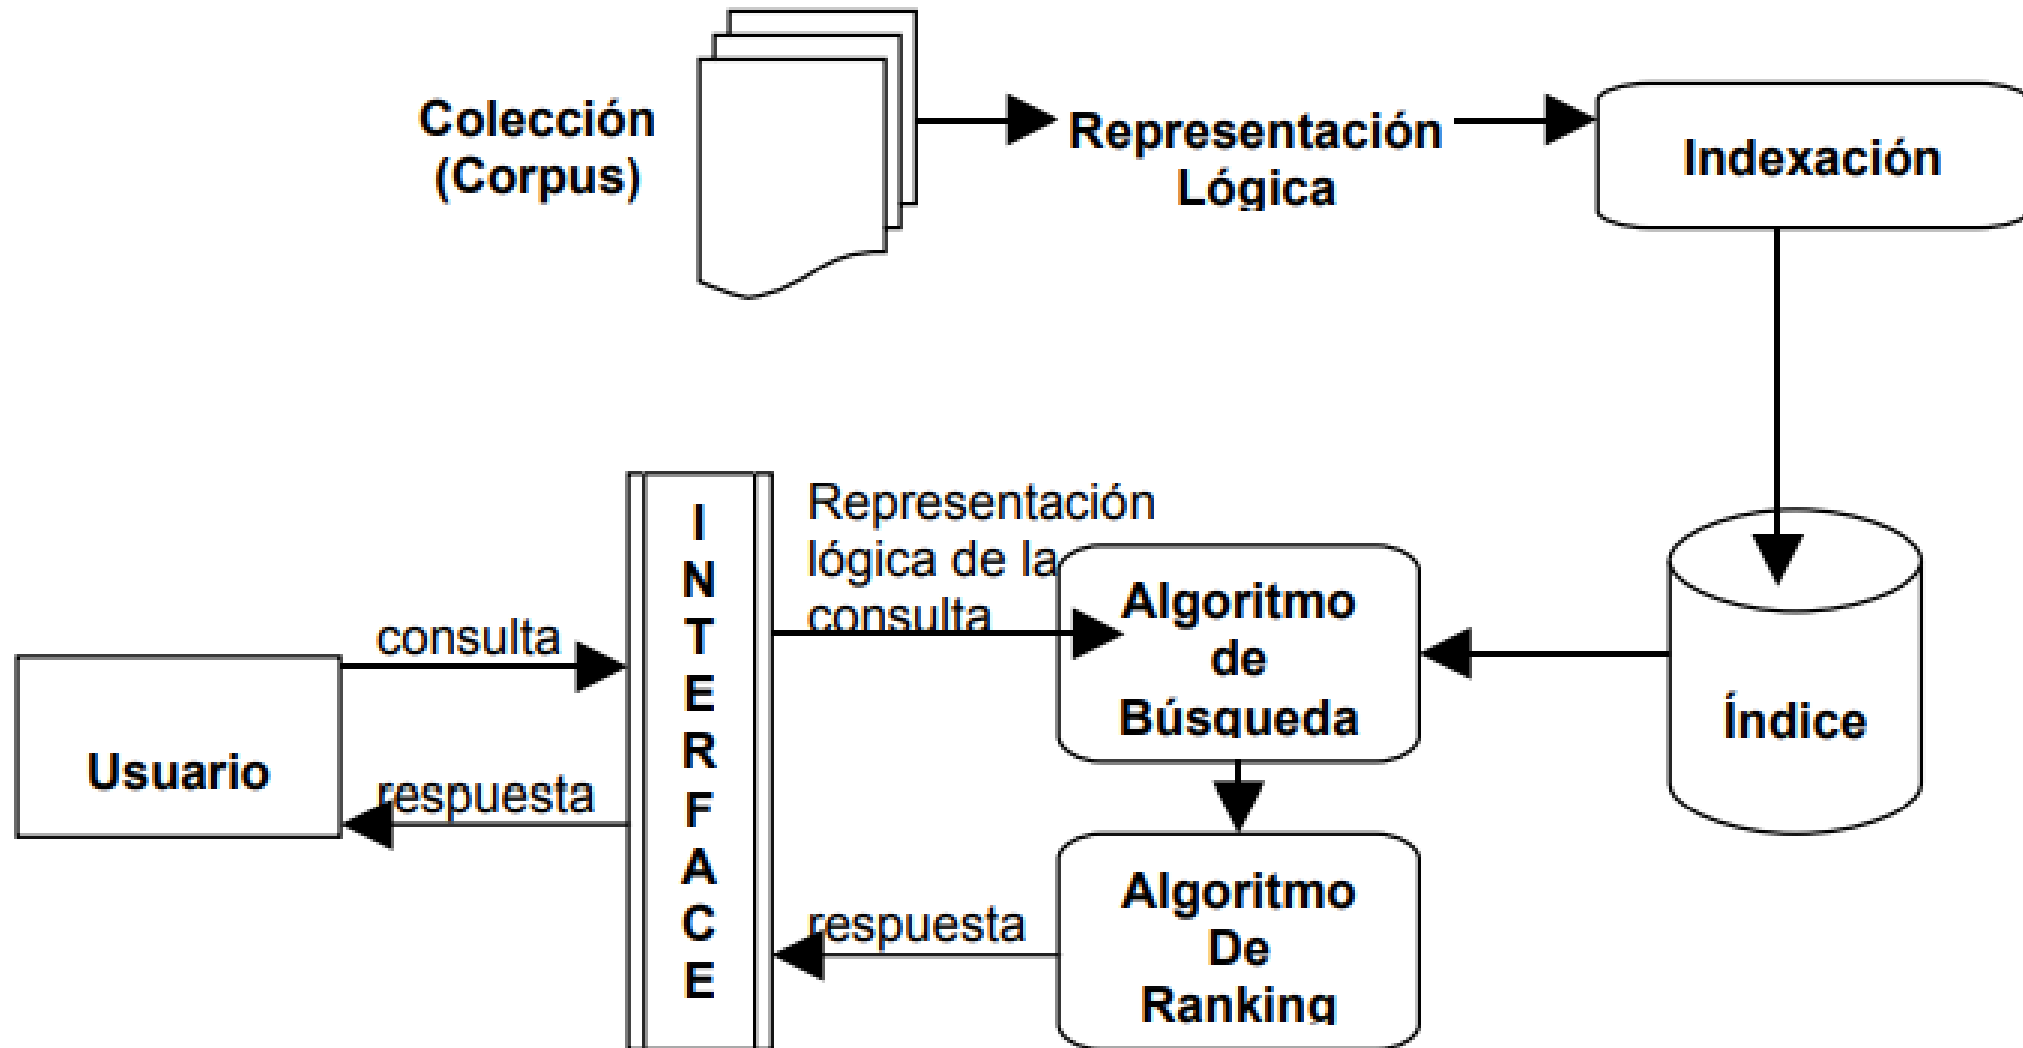 Colección
(Corpus)
Representación
Lógica
Indexación
I
N
T
E
R
F
A
C
E
Representación
lógica de la
consulta
Algoritmo
de
Búsqueda
consulta
Usuario
respuesta
Índice
Algoritmo
De
Ranking
respuesta